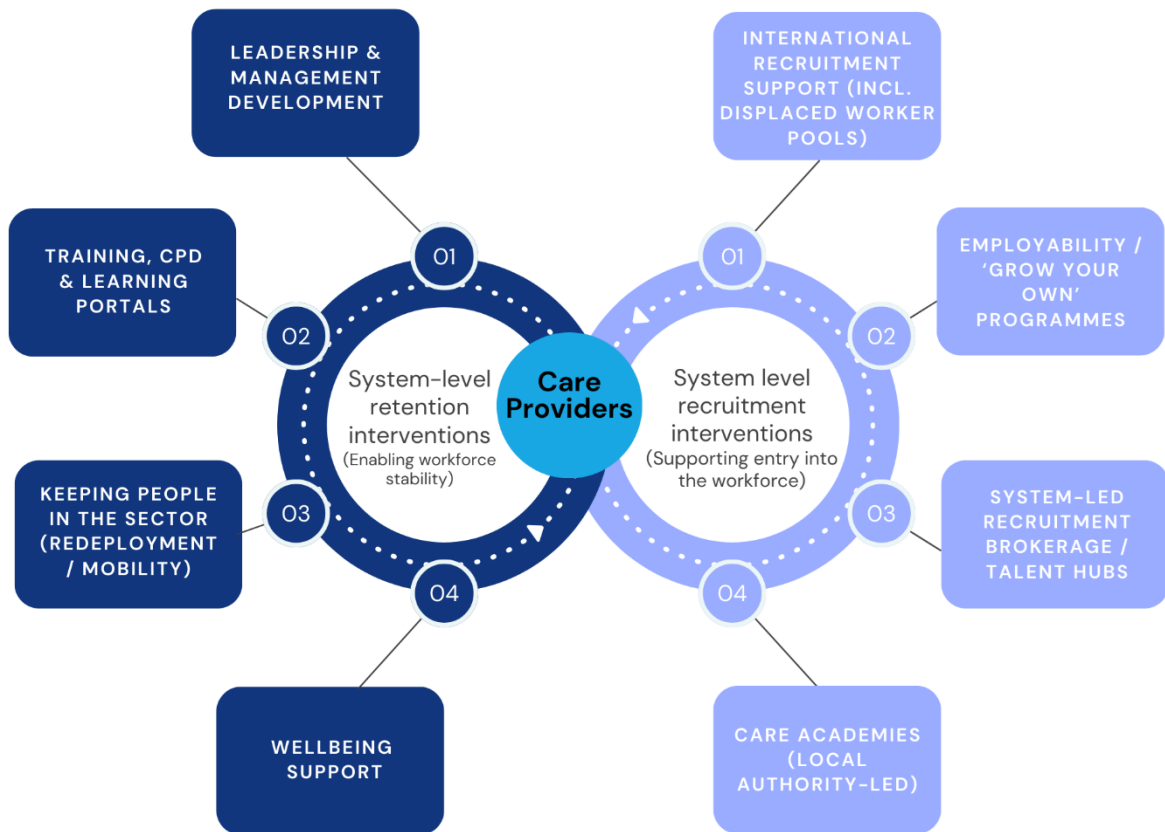 LEADERSHIP &
MANAGEMENT
DEVELOPMENT
INTERNATIONAL
RECRUITMENT
SUPPORT (INCL.
DISPLACED WORKER
POOLS)
TRAINING, CPD
& LEARNING
PORTALS
EMPLOYABILITY /
‘GROW YOUR
OWN’
PROGRAMMES
KEEPING PEOPLE
IN THE SECTOR
(REDEPLOYMENT
/ MOBILITY)
SYSTEM-LED
RECRUITMENT
BROKERAGE /
TALENT HUBS
WELLBEING
SUPPORT
CARE ACADEMIES
(LOCAL
AUTHORITY-LED)
01
02
03
04
System-level
retention
interventions
(Enabling workforce
stability)
Care
Providers
System level
recruitment
interventions
(Supporting entry into
the workforce)
01
02
03
04